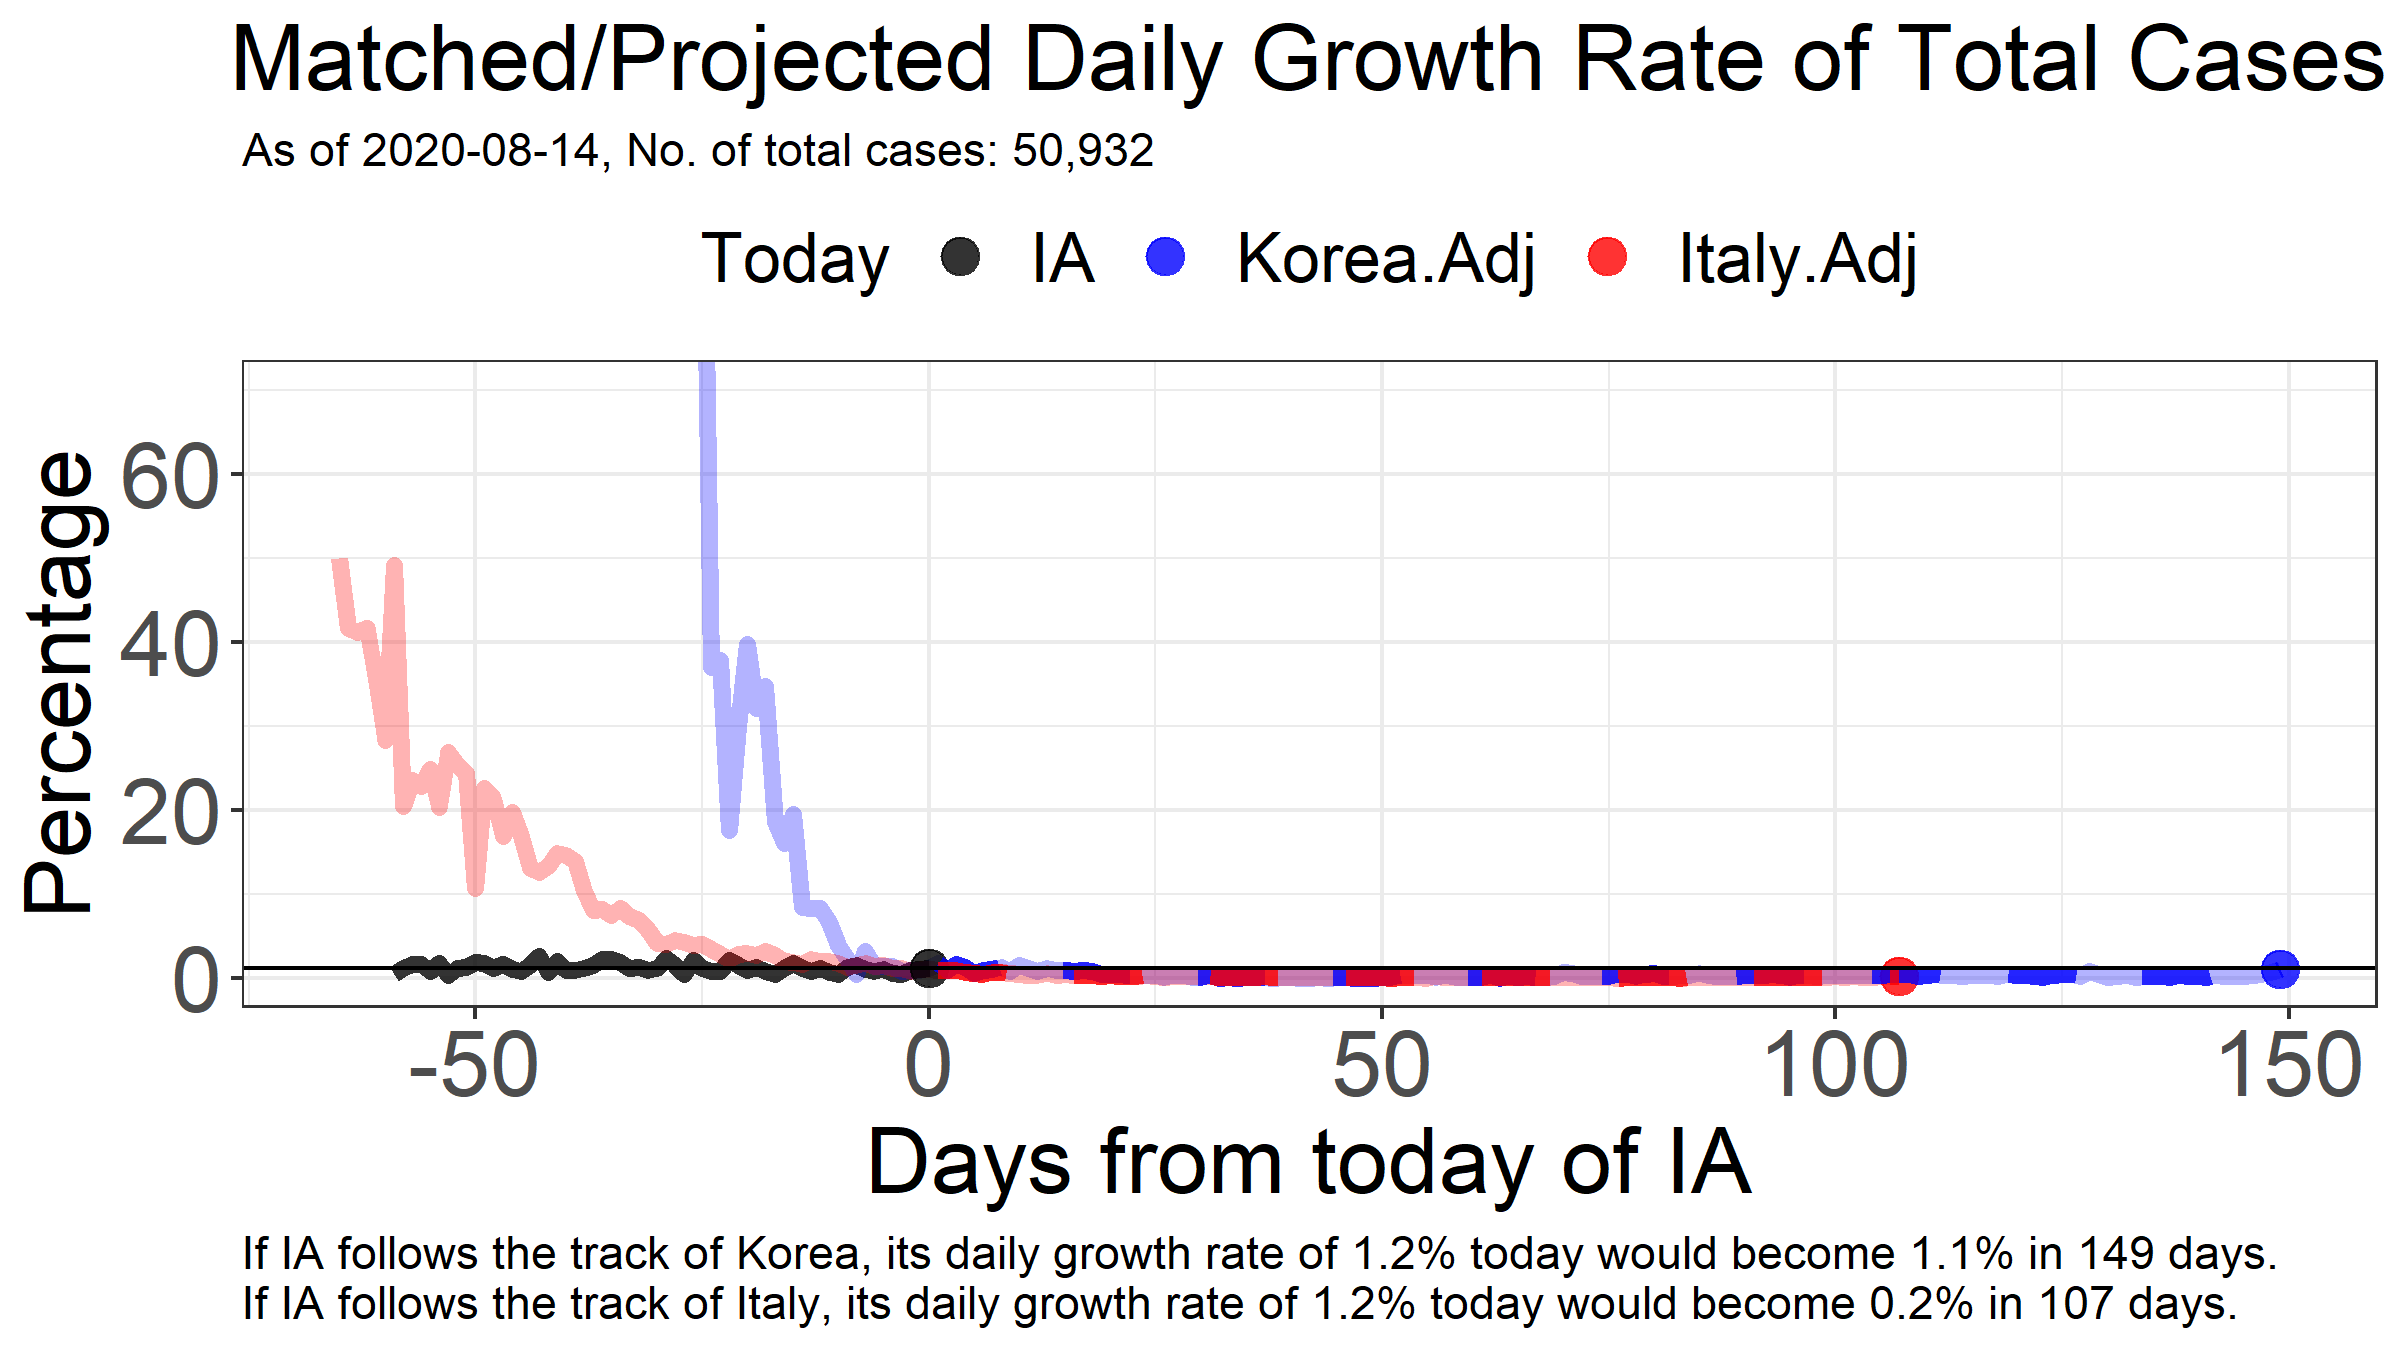 Matched/Projected Daily Growth Rate of Total Cases
As of 2020-08-14, No. of total cases: 50,932
Today IA Korea.Adj Italy.Adj
Percentage
60
40
20
0
-50 0 50 100 150
Days from today of IA
If IA follows the track of Korea, its daily growth rate of 1.2% today would become 1.1% in 149 days.
If IA follows the track of Italy, its daily growth rate of 1.2% today would become 0.2% in 107 days.